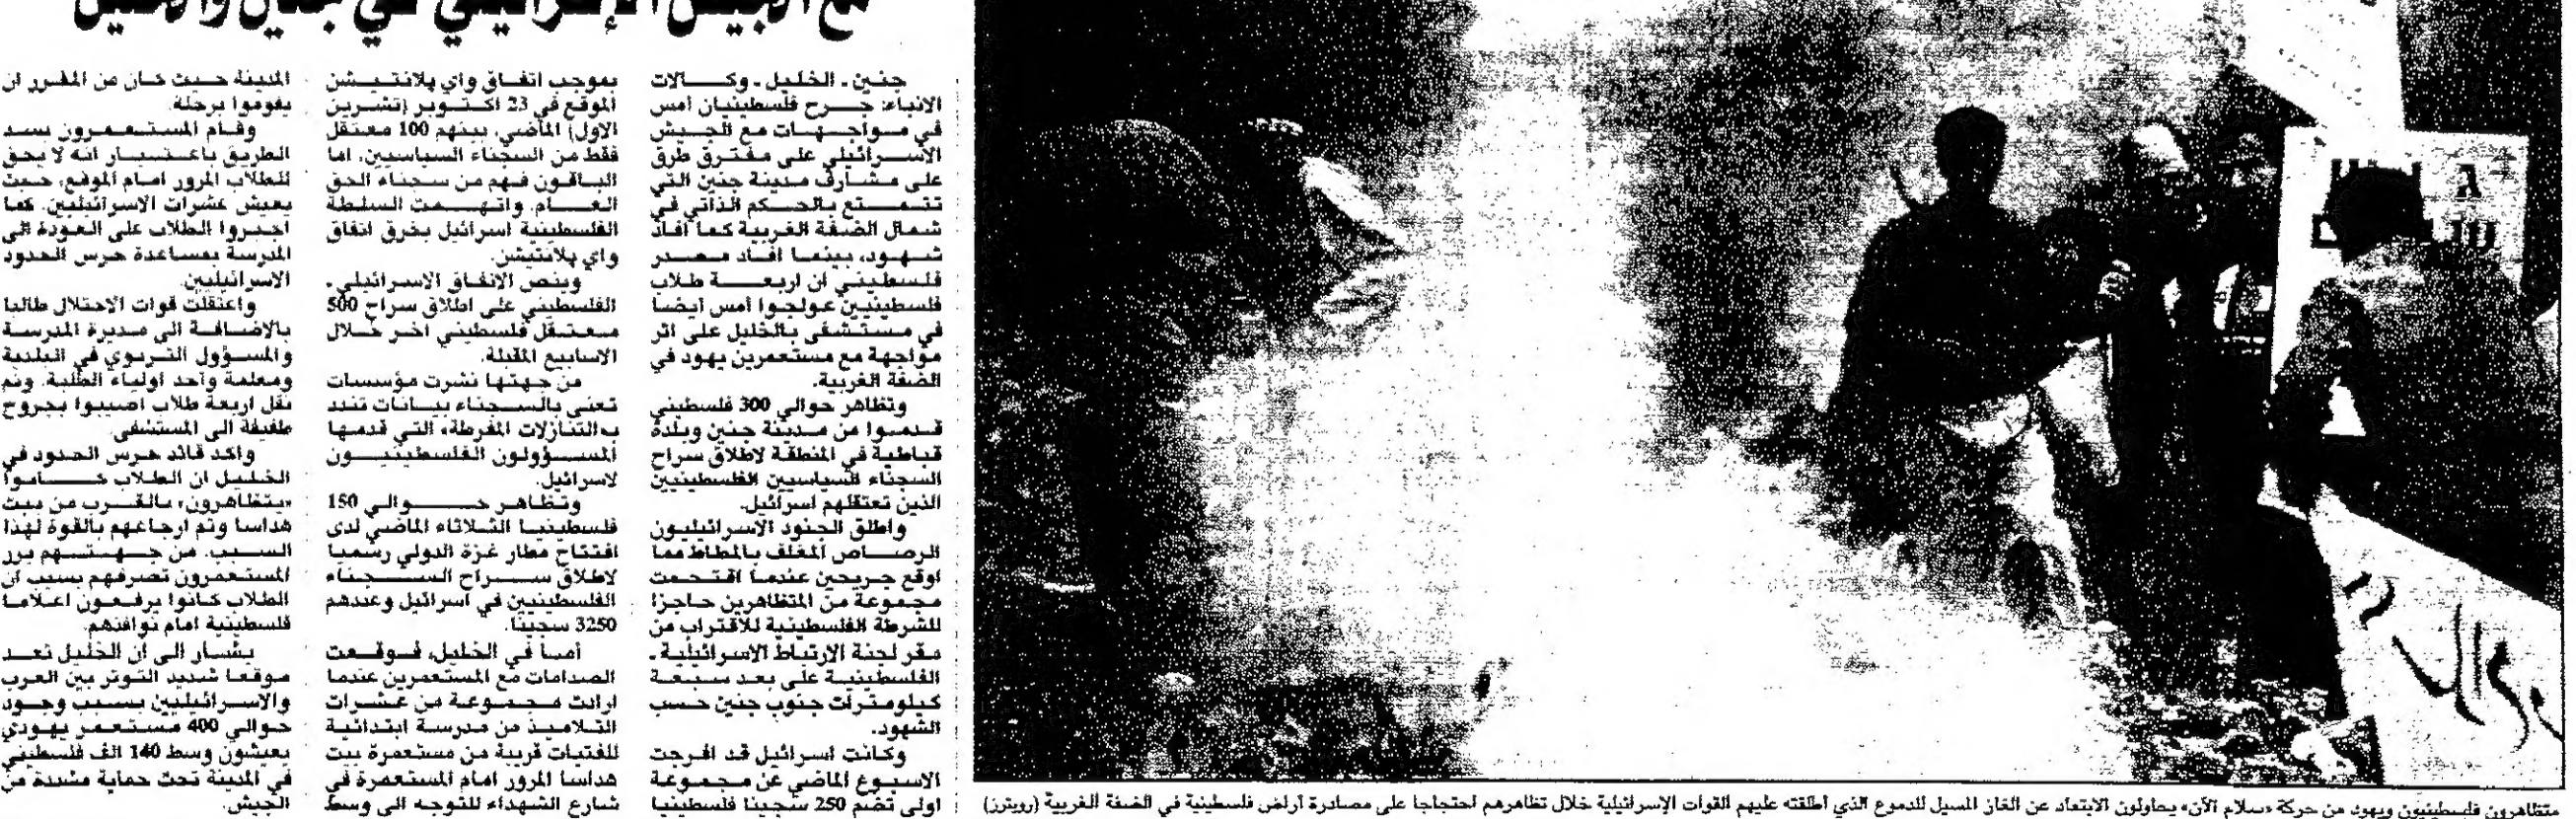 مع الجيش الإسرائيلي في جنين والخليل
جنين ـ الخليل ـ وكالات
الانباء: جرح فلسطينيان أمس
في مواجهات مع الجيش
الاسرائيلي على مفترق طرق
على مشارف مدينة جنين التي
تتمتع بالحكم الذاتي في
شمال الضفة الغربية كما أفاد
شهود، بينما أفاد مصدر
فلسطيني ان اربعة طلاب
فلسطينيين عولجوا أمس ايضا
في مستشفى بالخليل على اثر
مواجهة مع مستعمرين يهود في
الضفة الغربية.
وتظاهر حوالي 300 فلسطيني
قدموا من مدينة جنين وبلدة
قباطية في المنطقة لاطلاق سراح
السجناء السياسيين الفلسطينيين
الذين تعتقلهم اسرائيل.
واطلق الجنود الاسرائيليون
الرصاص المغلف بالمطاط مما
اوقع جريحين عندما اقتحمت
مجموعة من المتظاهرين حاجزا
للشرطة الفلسطينية للاقتراب من
مقر لجنة الارتباط الاسرائيلية ـ
الفلسطينية على بعد سبعة
كيلومترات جنوب جنين حسب
الشهود.
وكانت اسرائيل قد افرجت
الاسبوع الماضي عن مجموعة
اولى تضم 250 سجينا فلسطينيا
بموجب اتفاق واي بلانتيشن
الموقع في 23 اكتوبر (تشرين
الاول) الماضي، بينهم 100 معتقل
فقط من السجناء السياسيين، اما
الباقون فهم من سجناء الحق
العام. واتهمت السلطة
الفلسطينية اسرائيل بخرق اتفاق
واي بلانتيشن.
وينص الاتفاق الاسرائيلي ـ
الفلسطيني على اطلاق سراح 500
معتقل فلسطيني اخر خلال
الاسابيع المقبلة.
من جهتها نشرت مؤسسات
تعنى بالسجناء بيانات تندد
بـ«التنازلات المفرطة» التي قدمها
المسؤولون الفلسطينيون
لاسرائيل.
وتظاهر حوالي 150
فلسطينيا الثلاثاء الماضي لدى
افتتاح مطار غزة الدولي رسميا
لاطلاق سراح السجناء
الفلسطينيين في اسرائيل وعددهم
3250 سجينا.
أما في الخليل، فوقعت
الصدامات مع المستعمرين عندما
ارادت مجموعة من عشرات
التلاميذ من مدرسة ابتدائية
للفتيات قريبة من مستعمرة بيت
هداسا المرور امام المستعمرة في
شارع الشهداء للتوجه الى وسط
المدينة حيث كان من المقرر ان
يقوموا برحلة.
وقام المستعمرون بسد
الطريق باعتبار انه لا يحق
للطلاب المرور امام الموقع، حيث
يعيش عشرات الاسرائيليين. كما
اجبروا الطلاب على العودة الى
المدرسة بمساعدة حرس الحدود
الاسرائيليين.
واعتقلت قوات الاحتلال طالبا
بالإضافة الى مديرة المدرسة
والمسؤول التربوي في البلدية
ومعلمة واحد اولياء الطلبة. وتم
نقل اربعة طلاب اصيبوا بجروح
طفيفة الى المستشفى.
واكد قائد حرس الحدود في
الخليل ان الطلاب كانوا
«يتظاهرون» بالقرب من بيت
هداسا وتم ارجاعهم بالقوة لهذا
السبب. من جهتهم برر
المستعمرون تصرفهم بسبب ان
الطلاب كانوا يرفعون اعلاما
فلسطينية امام نوافذهم.
يشار الى ان الخليل تعد
موقعا شديد التوتر بين العرب
والاسرائيليين بسبب وجود
حوالي 400 مستعمر يهودي
يعيشون وسط 140 الف فلسطيني
في المدينة تحت حماية مشددة من
الجيش.
متظاهرون فلسطينيون ويهود من حركة «سلام الآن» يحاولون الابتعاد عن الغاز المسيل للدموع الذي أطلقته عليهم القوات الإسرائيلية خلال تظاهرهم احتجاجا على مصادرة أراض فلسطينية في الضفة الغربية (رويترز)